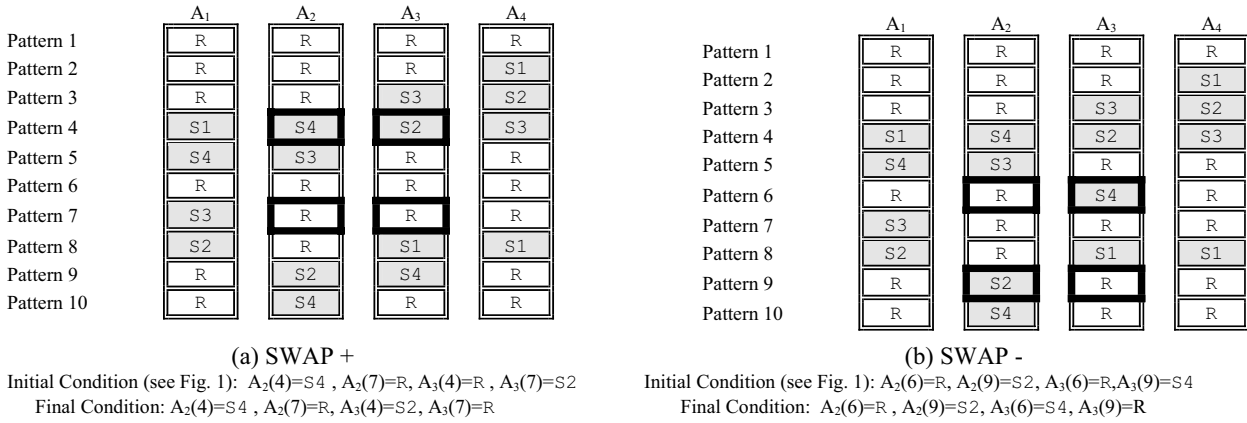 A1 A2 A3 A4
Pattern 1 R R R R
Pattern 2 R R R S1
Pattern 3 R R S3 S2
Pattern 4 S1 S4 S2 S3
Pattern 5 S4 S3 R R
Pattern 6 R R R R
Pattern 7 S3 R R R
Pattern 8 S2 R S1 S1
Pattern 9 R S2 S4 R
Pattern 10 R S4 R R
(a) SWAP +
Initial Condition (see Fig. 1): A2(4)=S4 , A2(7)=R, A3(4)=R , A3(7)=S2
Final Condition: A2(4)=S4 , A2(7)=R, A3(4)=S2, A3(7)=R
A1 A2 A3 A4
Pattern 1 R R R R
Pattern 2 R R R S1
Pattern 3 R R S3 S2
Pattern 4 S1 S4 S2 S3
Pattern 5 S4 S3 R R
Pattern 6 R R S4 R
Pattern 7 S3 R R R
Pattern 8 S2 R S1 S1
Pattern 9 R S2 R R
Pattern 10 R S4 R R
(b) SWAP -
Initial Condition (see Fig. 1): A2(6)=R, A2(9)=S2, A3(6)=R,A3(9)=S4
Final Condition: A2(6)=R , A2(9)=S2, A3(6)=S4, A3(9)=R